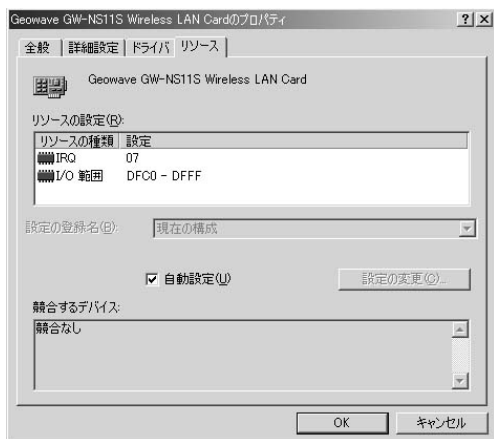 Geowave GW-NS11S Wireless LAN Cardのプロパティ
全般 詳細設定 ドライバ リソース
Geowave GW-NS11S Wireless LAN Card
リソースの設定(R):
リソースの種類 設定
IRQ 07
I/O 範囲 DFC0 - DFFF
設定の登録名(B): 現在の構成
自動設定(U) 設定の変更(C)...
競合するデバイス:
競合なし
OK キャンセル